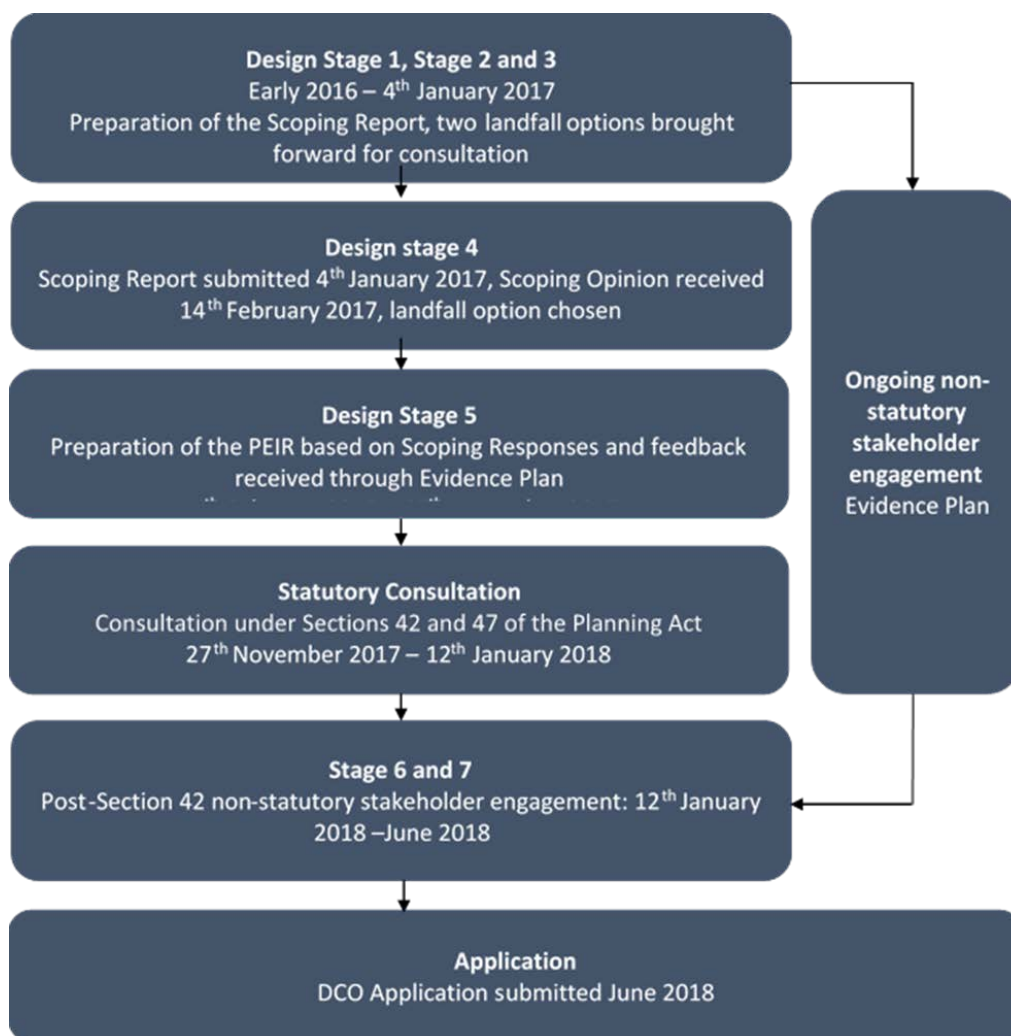 Design Stage 1, Stage 2 and 3
Early 2016 – 4th January 2017
Preparation of the Scoping Report, two landfall options brought
forward for consultation
Design stage 4
Scoping Report submitted 4th January 2017, Scoping Opinion received
14th February 2017, landfall option chosen
Design Stage 5
Preparation of the PEIR based on Scoping Responses and feedback
received through Evidence Plan
Statutory Consultation
Consultation under Sections 42 and 47 of the Planning Act
27th November 2017 – 12th January 2018
Stage 6 and 7
Post-Section 42 non-statutory stakeholder engagement: 12th January
2018 –June 2018
Application
DCO Application submitted June 2018
Ongoing non-
statutory
stakeholder
engagement
Evidence Plan